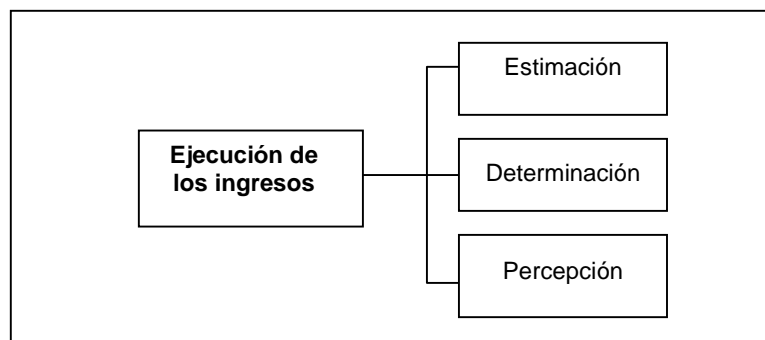 Estimación
Ejecución de
los ingresos
Determinación
Percepción